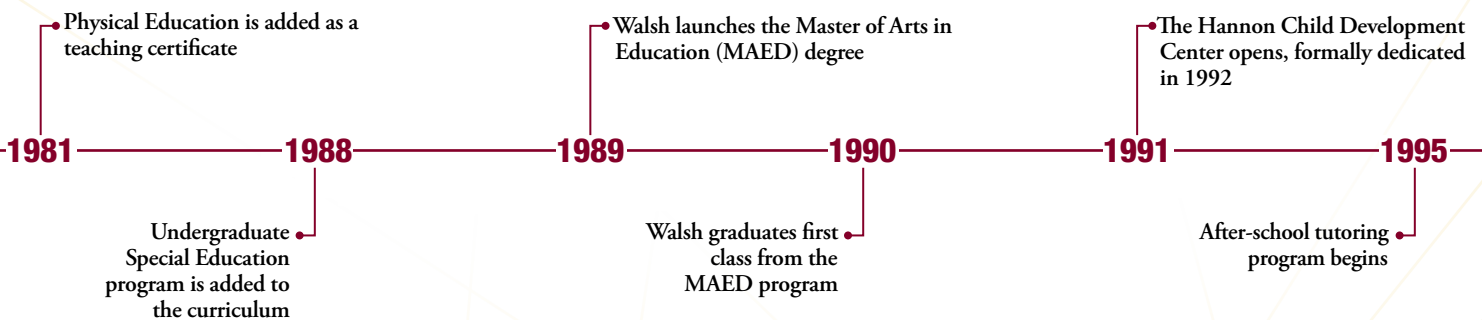 Physical Education is added as a
teaching certificate
Walsh launches the Master of Arts in
Education (MAED) degree
The Hannon Child Development
Center opens, formally dedicated
in 1992
1981
1988
1989
1990
1991
1995
Undergraduate
Special Education
program is added to
the curriculum
Walsh graduates first
class from the
MAED program
After-school tutoring
program begins